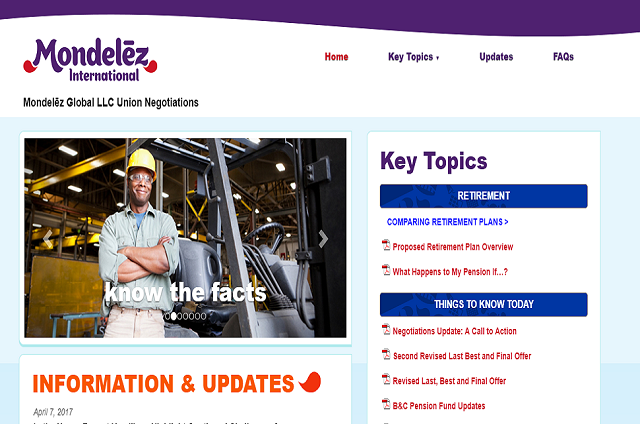 Mondelēz
International
Home
Key Topics ▾
Updates
FAQs
Mondelēz Global LLC Union Negotiations
know the facts
INFORMATION & UPDATES
April 7, 2017
Key Topics
RETIREMENT
COMPARING RETIREMENT PLANS >
Proposed Retirement Plan Overview
What Happens to My Pension If...?
THINGS TO KNOW TODAY
Negotiations Update: A Call to Action
Second Revised Last Best and Final Offer
Revised Last, Best and Final Offer
B&C Pension Fund Updates